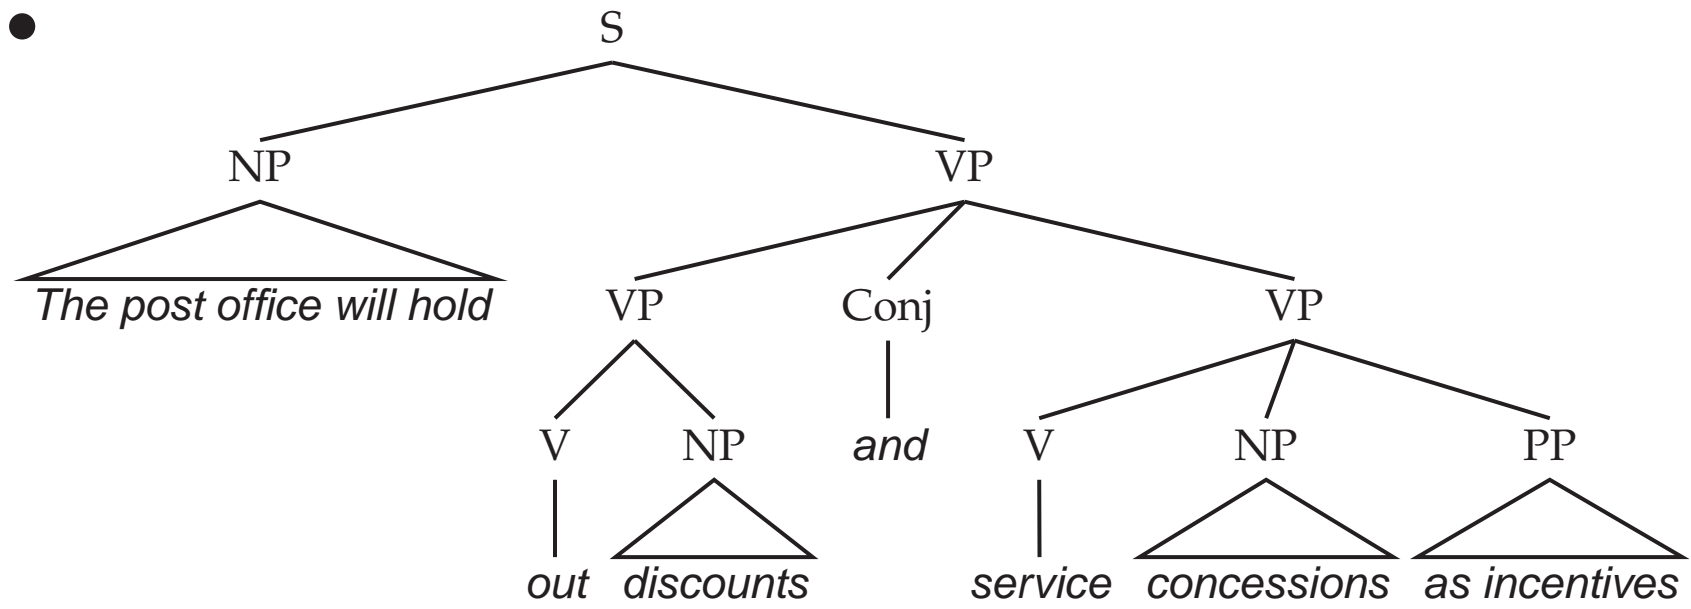 S
NP VP
The post office will hold VP Conj VP
V NP and V NP PP
out discounts service concessions as incentives